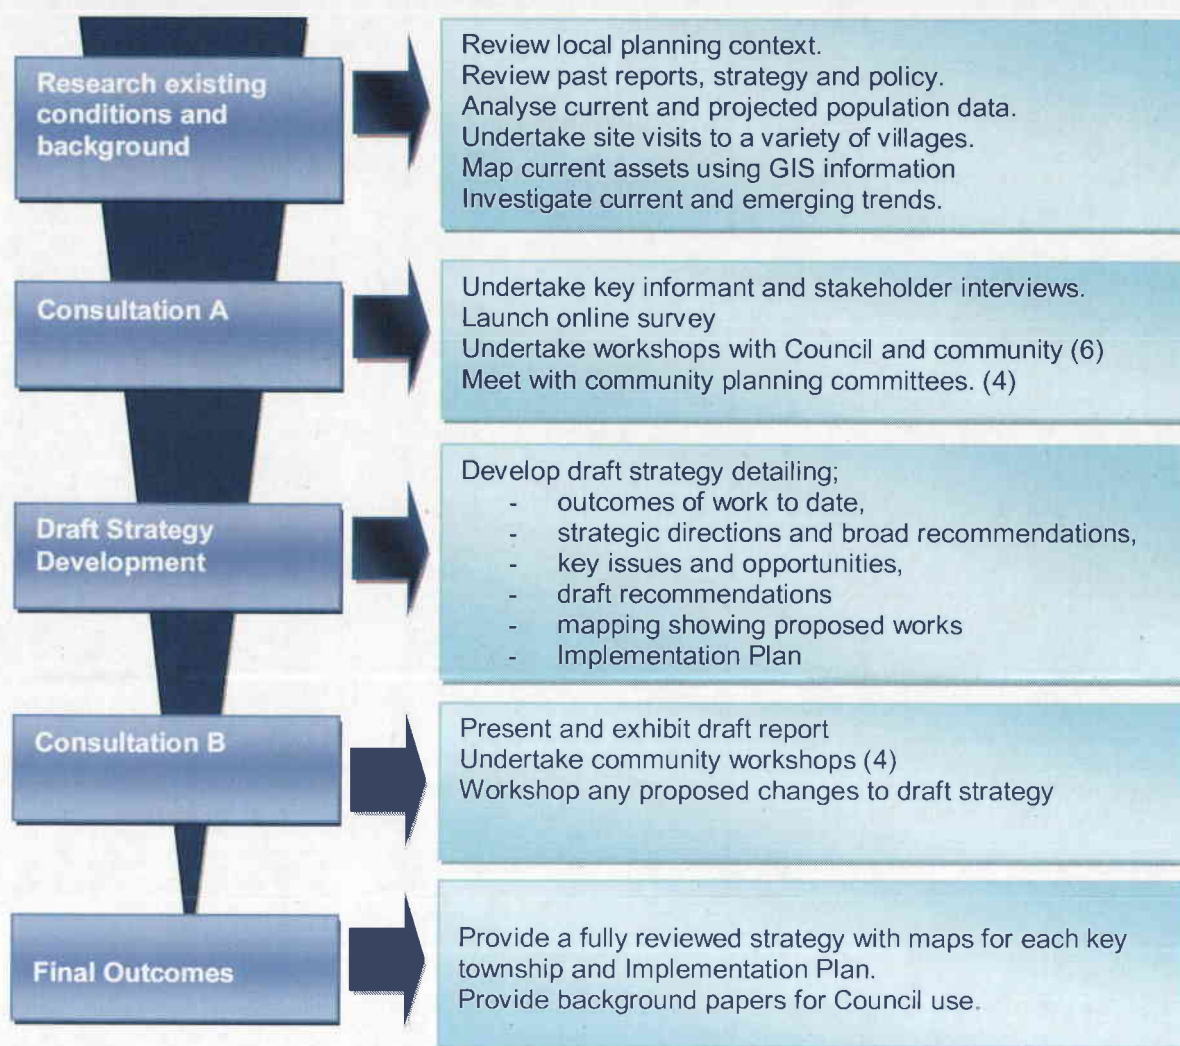 Research existing
conditions and
background
Review local planning context.
Review past reports, strategy and policy.
Analyse current and projected population data.
Undertake site visits to a variety of villages.
Map current assets using GIS information
Investigate current and emerging trends.
Consultation A
Undertake key informant and stakeholder interviews.
Launch online survey
Undertake workshops with Council and community (6)
Meet with community planning committees. (4)
Draft Strategy
Development
Develop draft strategy detailing;
- outcomes of work to date,
- strategic directions and broad recommendations,
- key issues and opportunities,
- draft recommendations
- mapping showing proposed works
- Implementation Plan
Consultation B
Present and exhibit draft report
Undertake community workshops (4)
Workshop any proposed changes to draft strategy
Final Outcomes
Provide a fully reviewed strategy with maps for each key
township and Implementation Plan.
Provide background papers for Council use.